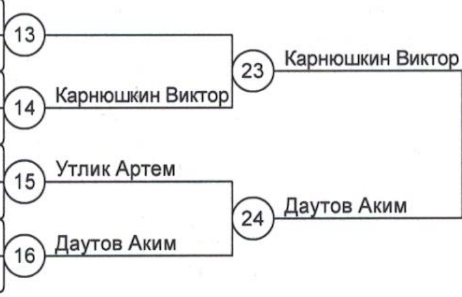 13
23
Карнюшкин Виктор
14
Карнюшкин Виктор
15
Утлик Артем
24
Даутов Аким
16
Даутов Аким